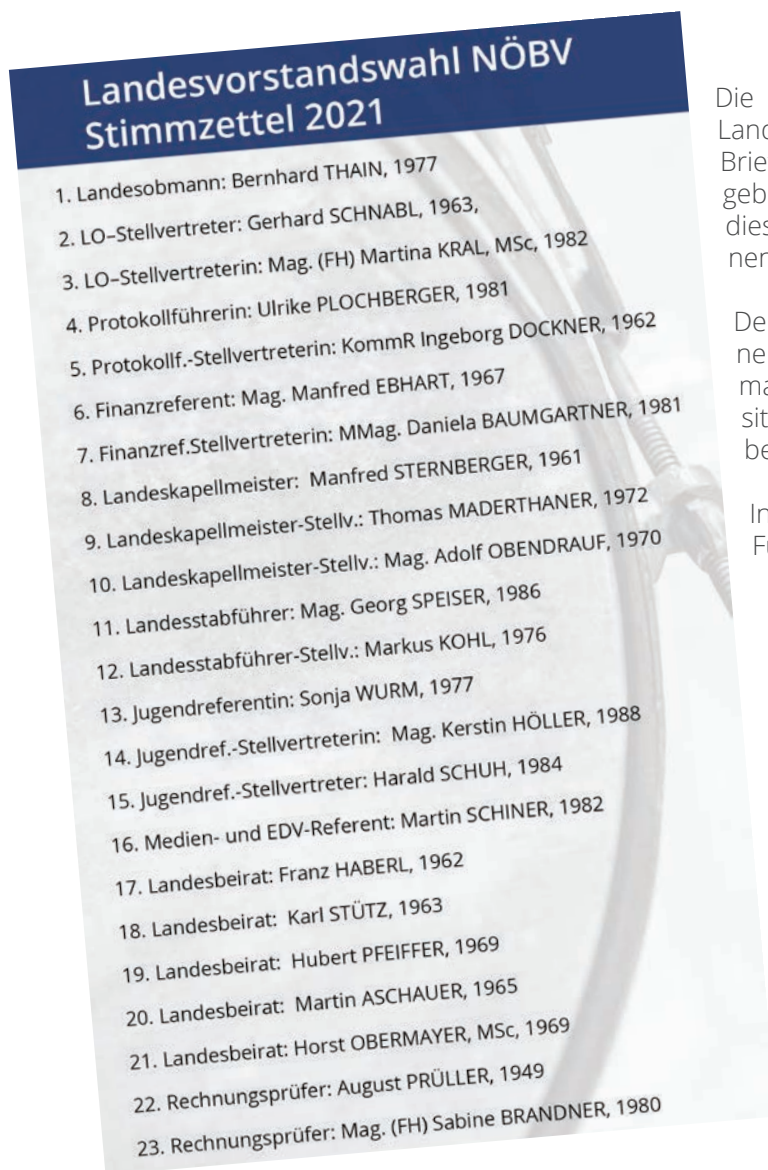 Landesvorstandswahl NÖBV
Stimmzettel 2021
1. Landesobmann: Bernhard THAIN, 1977
2. LO–Stellvertreter: Gerhard SCHNABL, 1963,
3. LO–Stellvertreterin: Mag. (FH) Martina KRAL, MSc, 1982
4. Protokollführerin: Ulrike PLOCHBERGER, 1981
5. Protokollf.-Stellvertreterin: KommR Ingeborg DOCKNER, 1962
6. Finanzreferent: Mag. Manfred EBHART, 1967
7. Finanzref.Stellvertreterin: MMag. Daniela BAUMGARTNER, 1981
8. Landeskapellmeister: Manfred STERNBERGER, 1961
9. Landeskapellmeister-Stellv.: Thomas MADERTHANER, 1972
10. Landeskapellmeister-Stellv.: Mag. Adolf OBENDRAUF, 1970
11. Landesstabführer: Mag. Georg SPEISER, 1986
12. Landesstabführer-Stellv.: Markus KOHL, 1976
13. Jugendreferentin: Sonja WURM, 1977
14. Jugendref.-Stellvertreterin: Mag. Kerstin HÖLLER, 1988
15. Jugendref.-Stellvertreter: Harald SCHUH, 1984
16. Medien- und EDV-Referent: Martin SCHINER, 1982
17. Landesbeirat: Franz HABERL, 1962
18. Landesbeirat: Karl STÜTZ, 1963
19. Landesbeirat: Hubert PFEIFFER, 1969
20. Landesbeirat: Martin ASCHAUER, 1965
21. Landesbeirat: Horst OBERMAYER, MSc, 1969
22. Rechnungsprüfer: August PRÜLLER, 1949
23. Rechnungsprüfer: Mag. (FH) Sabine BRANDNER, 1980
Die